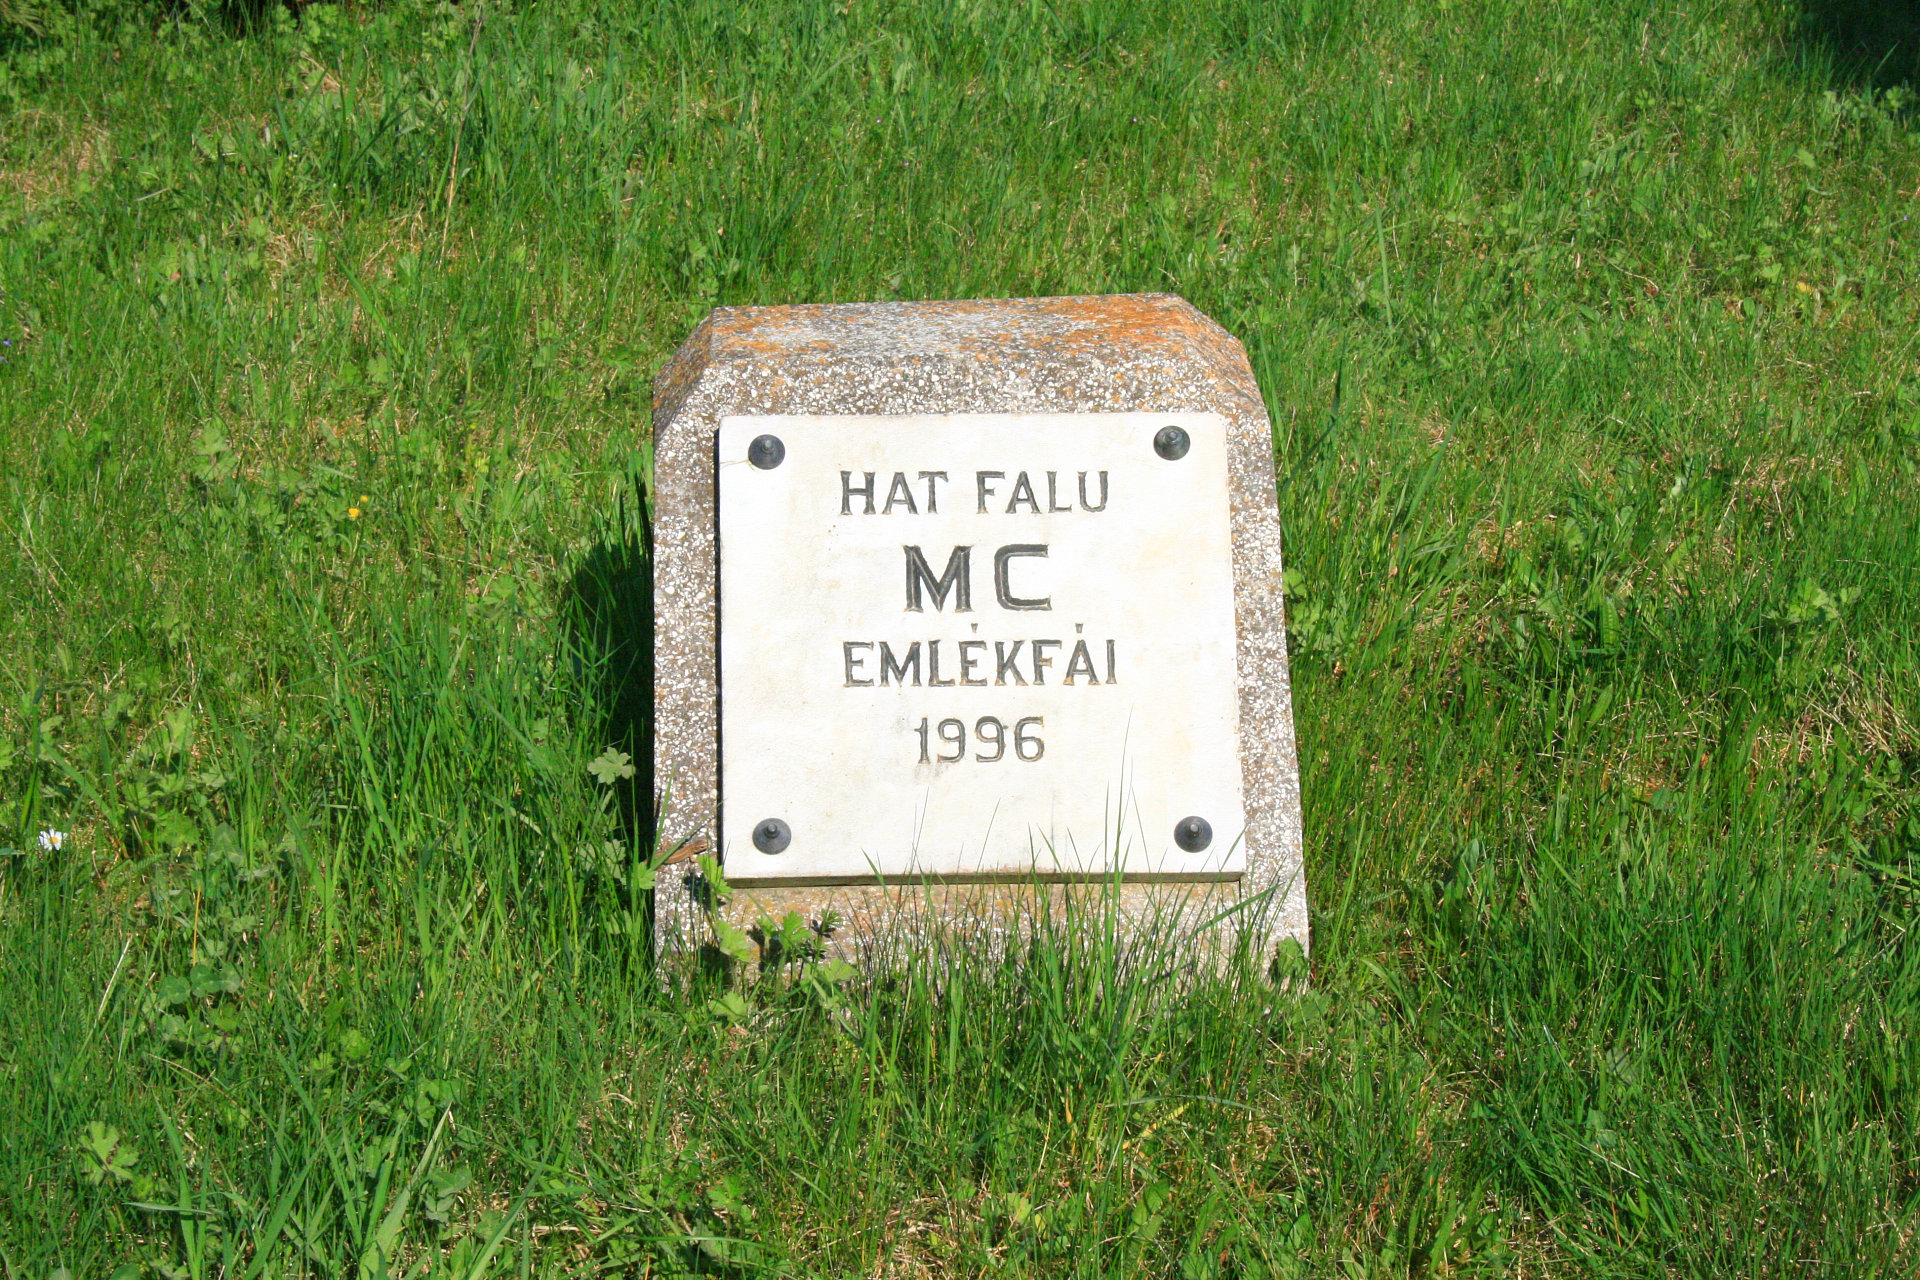 HAT FALU
MC
EMLÉKFÁI
1996